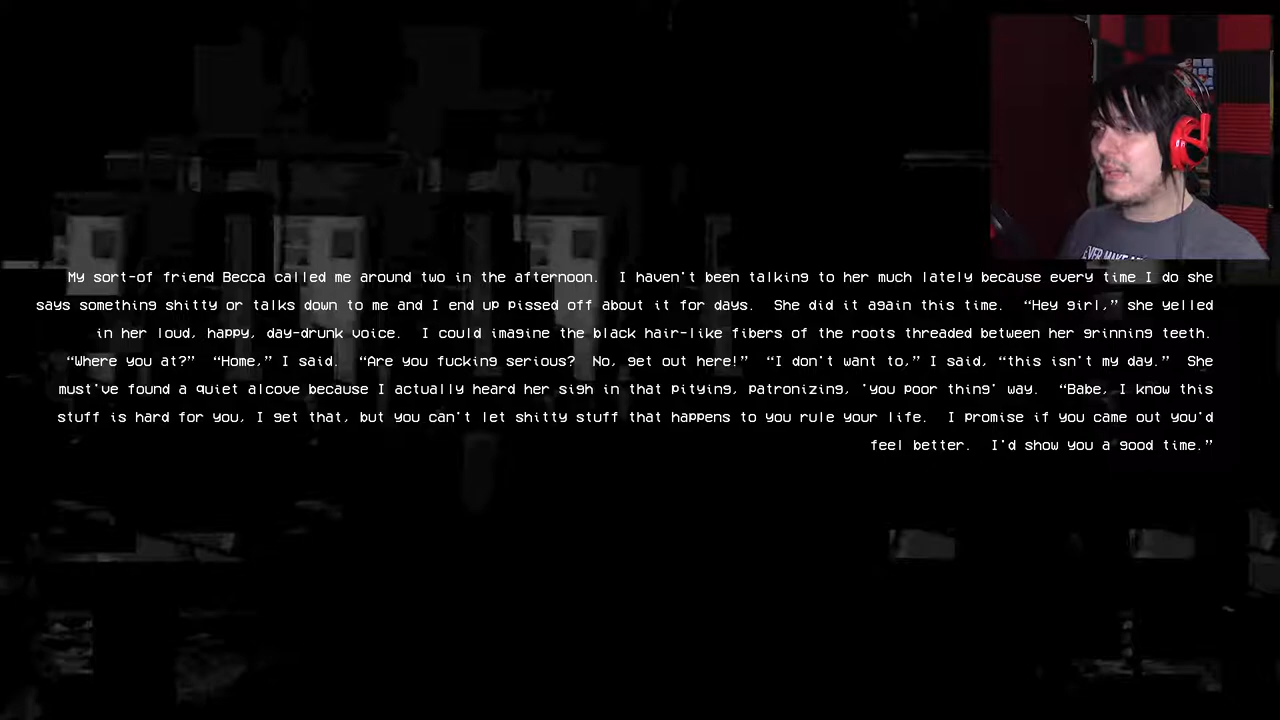 My sort-of friend Becca called me around two in the afternoon.  I haven't been talking to her much lately because every time I do she
says something shitty or talks down to me and I end up pissed off about it for days.  She did it again this time.  “Hey girl,” she yelled
in her loud, happy, day-drunk voice.  I could imagine the black hair-like fibers of the roots threaded between her grinning teeth.
“Where you at?”  “Home,” I said.  “Are you fucking serious?  No, get out here!”  “I don't want to,” I said, “this isn't my day.”  She
must've found a quiet alcove because I actually heard her sigh in that pitying, patronizing, 'you poor thing' way.  “Babe, I know this
stuff is hard for you, I get that, but you can't let shitty stuff that happens to you rule your life.  I promise if you came out you'd
feel better.  I'd show you a good time.”